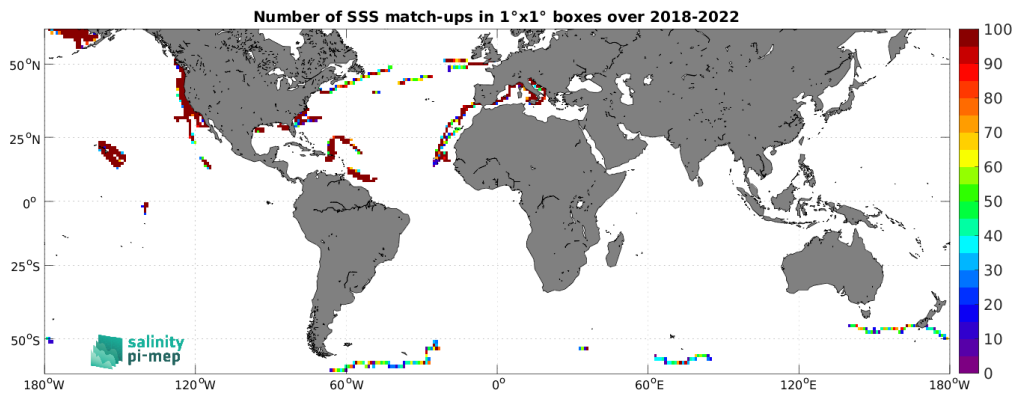 Number of SSS match-ups in 1°x1° boxes over 2018-2022
50°N
25°N
0°
25°S
50°S
180°W
120°W
60°W
0°
60°E
120°E
180°W
100
90
80
70
60
50
40
30
20
10
0
salinity
pi-mep